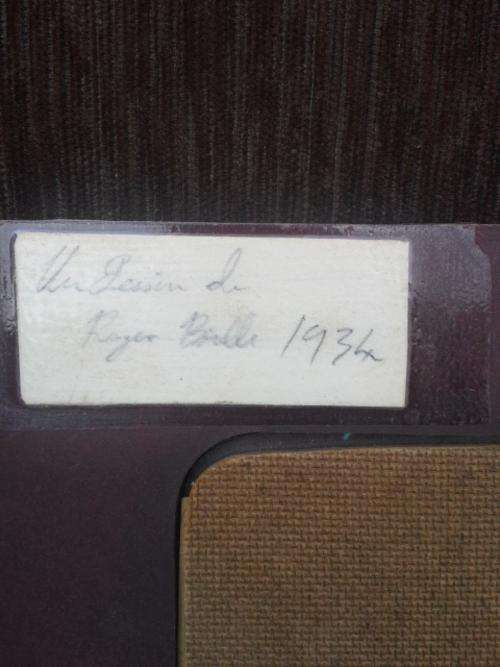 Un Dessin de
Roger 1934